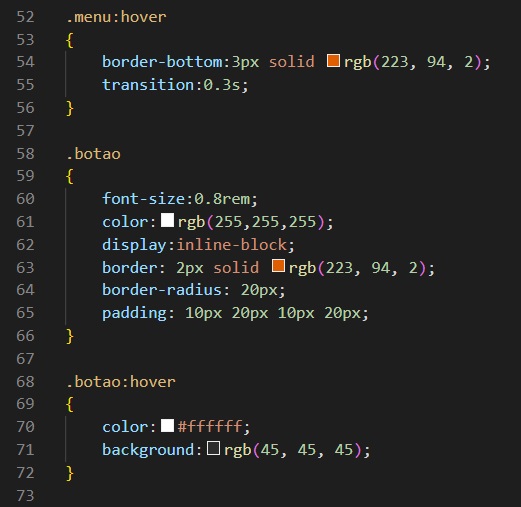 52 .menu:hover
53 {
54 border-bottom:3px solid rgb(223, 94, 2);
55 transition:0.3s;
56 }
57
58 .botao
59 {
60 font-size:0.8rem;
61 color:rgb(255,255,255);
62 display:inline-block;
63 border: 2px solid rgb(223, 94, 2);
64 border-radius: 20px;
65 padding: 10px 20px 10px 20px;
66 }
67
68 .botao:hover
69 {
70 color:#ffffff;
71 background:rgb(45, 45, 45);
72 }
73